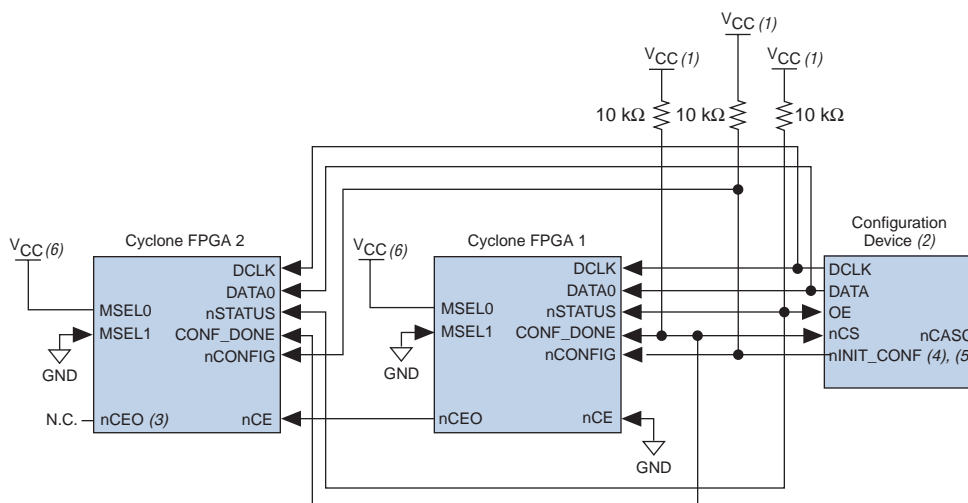 VCC (1)
VCC (1)
VCC (1)
10 kΩ
10 kΩ
10 kΩ
VCC (6)
Cyclone FPGA 2
VCC (6)
Cyclone FPGA 1
Configuration
Device (2)
DCLK
DATA0
nSTATUS
CONF_DONE
nCONFIG
MSEL0
MSEL1
GND
N.C.
nCEO (3)
nCE
DCLK
DATA0
nSTATUS
CONF_DONE
nCONFIG
MSEL0
MSEL1
GND
nCEO
nCE
GND
DCLK
DATA
OE
nCS
nCASC
nINIT_CONF (4), (5